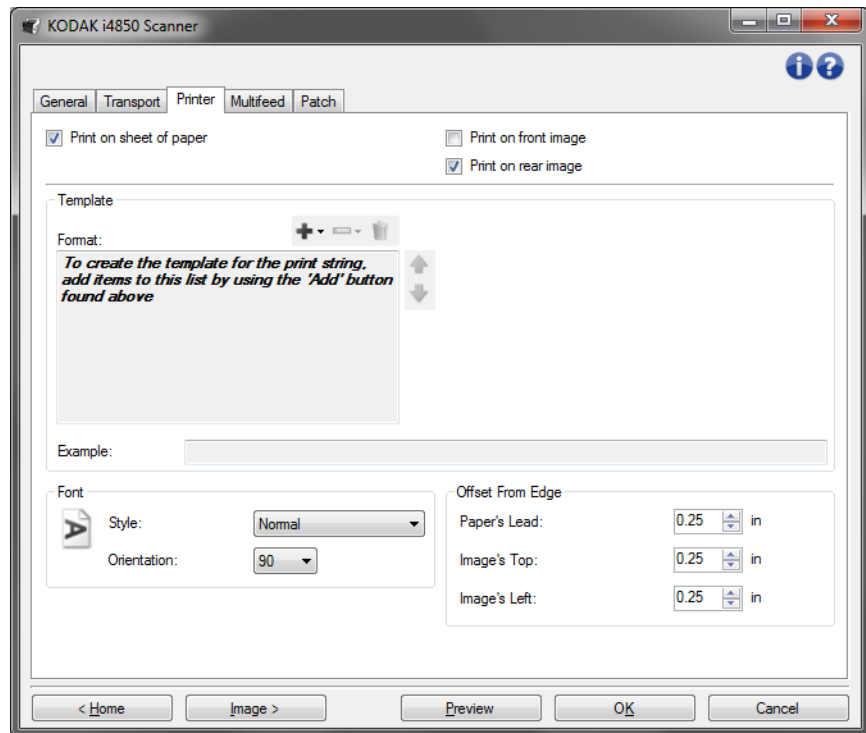 KODAK i4850 Scanner
General Transport Printer Multifeed Patch
Print on sheet of paper
Print on front image
Print on rear image
Template
Format:
To create the template for the print string,
add items to this list by using the 'Add' button
found above
Example:
Font
Style: Normal
Orientation: 90
Offset From Edge
Paper's Lead: 0.25 in
Image's Top: 0.25 in
Image's Left: 0.25 in
< Home Image > Preview OK Cancel